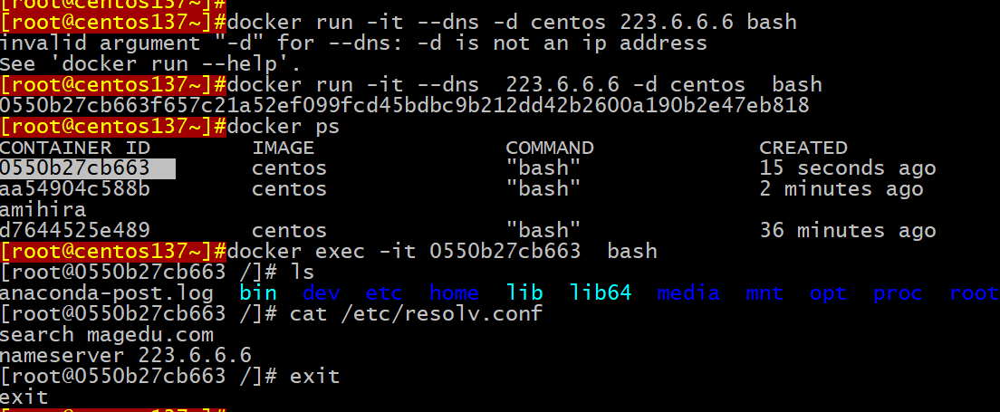 [root@centos137~]#
[root@centos137~]#docker run -it --dns -d centos 223.6.6.6 bash
invalid argument "-d" for --dns: -d is not an ip address
See 'docker run --help'.
[root@centos137~]#docker run -it --dns  223.6.6.6 -d centos  bash
0550b27cb663f657c21a52ef099fcd45bdbc9b212dd42b2600a190b2e47eb818
[root@centos137~]#docker ps
CONTAINER ID        IMAGE               COMMAND             CREATED
0550b27cb663        centos              "bash"              15 seconds ago
aa54904c588b        centos              "bash"              2 minutes ago
amihira
d7644525e489        centos              "bash"              36 minutes ago
[root@centos137~]#docker exec -it 0550b27cb663  bash
[root@0550b27cb663 /]# ls
anaconda-post.log  bin  dev  etc  home  lib  lib64  media  mnt  opt  proc  root
[root@0550b27cb663 /]# cat /etc/resolv.conf
search magedu.com
nameserver 223.6.6.6
[root@0550b27cb663 /]# exit
exit
[root@centos137~]#